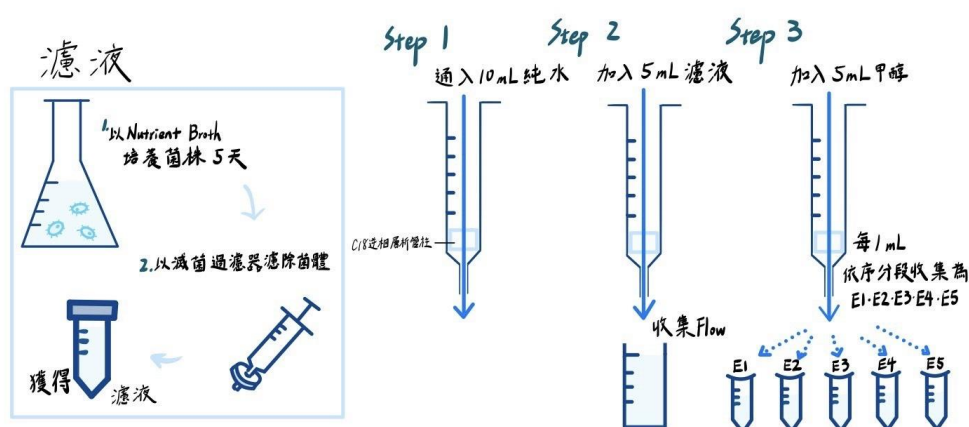 濾液
1.以Nutrient Broth
培養菌株5天
2.以滅菌過濾器濾除菌體
獲得
濾液
Step 1
通入10mL純水
C18逆相層析管柱
Step 2
加入5mL濾液
收集Flow
Step 3
加入5mL甲醇
每1mL
依序分段收集為
E1·E2·E3·E4·E5
E1 E2 E3 E4 E5